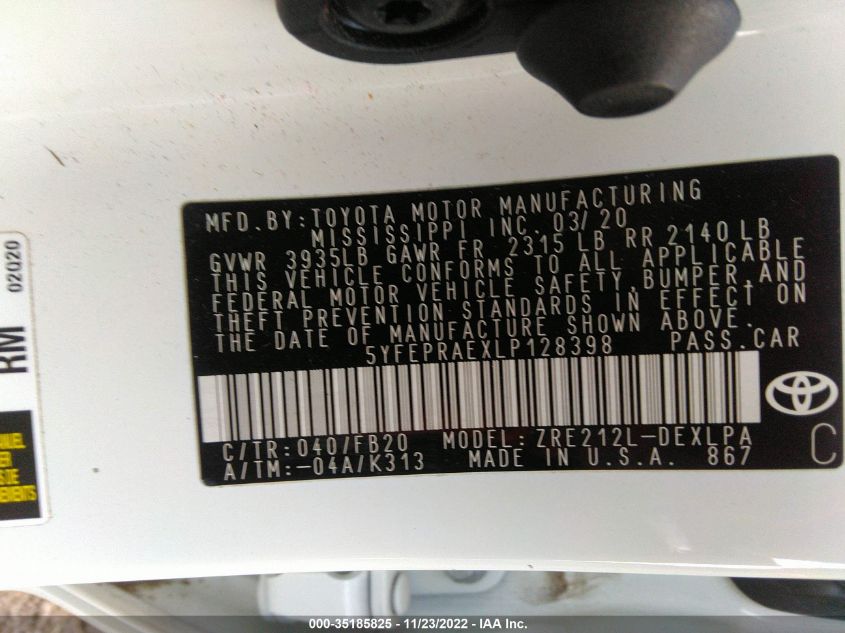 MFD.BY:TOYOTA MOTOR MANUFACTURING
MISSISSIPPI INC. 03/20
GVWR 3935LB GAWR FR 2315 LB RR 2140 LB
THIS VEHICLE CONFORMS TO ALL APPLICABLE
FEDERAL MOTOR VEHICLE SAFETY,BUMPER,AND
THEFT PREVENTION STANDARDS IN EFFECT ON
THE DATE OF MANUFACTURE SHOWN ABOVE.
5YFEPRAEXLP128398 PASS.CAR
C/TR:040/FB20 MODEL:ZRE212L-DEXLPA
A/TM:-04A/K313 MADE IN U.S.A. 867
C
02020
RM
000-35185825 - 11/23/2022 - IAA Inc.